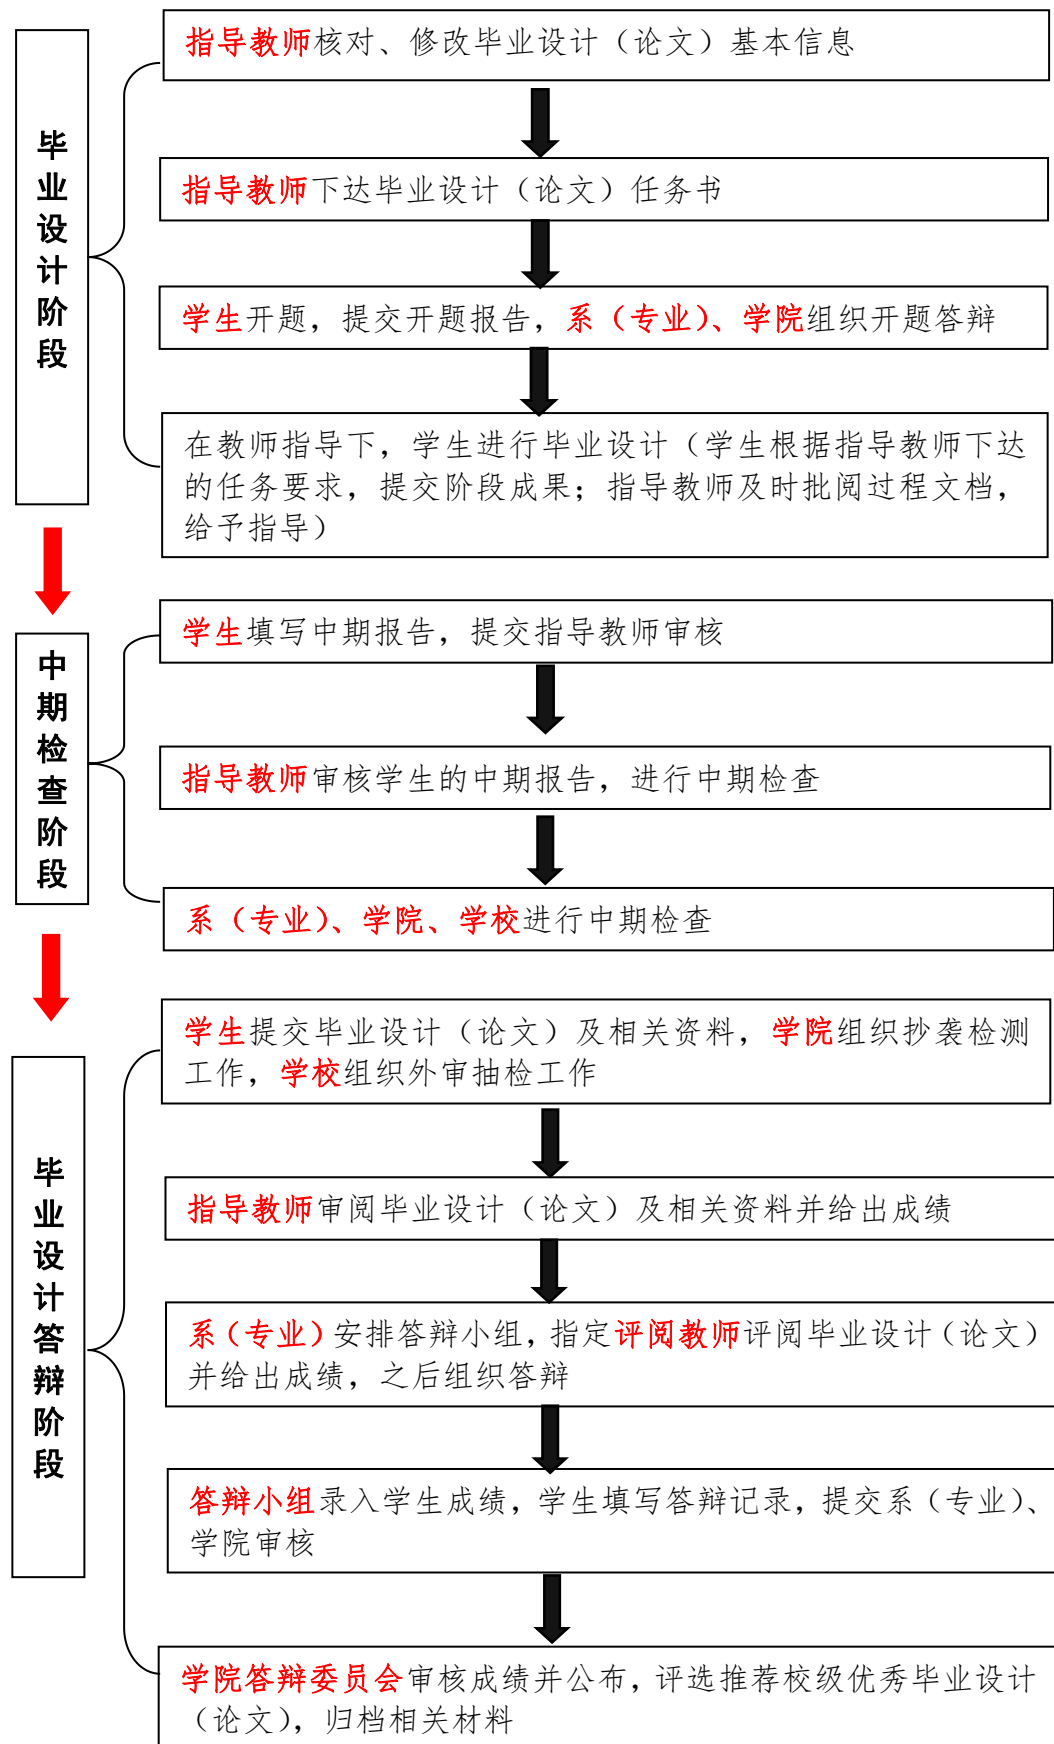 毕业设计阶段
指导教师核对、修改毕业设计（论文）基本信息
指导教师下达毕业设计（论文）任务书
学生开题，提交开题报告，系（专业）、学院组织开题答辩
在教师指导下，学生进行毕业设计（学生根据指导教师下达
的任务要求，提交阶段成果；指导教师及时批阅过程文档，
给予指导）
中期检查阶段
学生填写中期报告，提交指导教师审核
指导教师审核学生的中期报告，进行中期检查
系（专业）、学院、学校进行中期检查
毕业设计答辩阶段
学生提交毕业设计（论文）及相关资料，学院组织抄袭检测
工作，学校组织外审抽检工作
指导教师审阅毕业设计（论文）及相关资料并给出成绩
系（专业）安排答辩小组，指定评阅教师评阅毕业设计（论文）
并给出成绩，之后组织答辩
答辩小组录入学生成绩，学生填写答辩记录，提交系（专业）、
学院审核
学院答辩委员会审核成绩并公布，评选推荐校级优秀毕业设计
（论文），归档相关材料